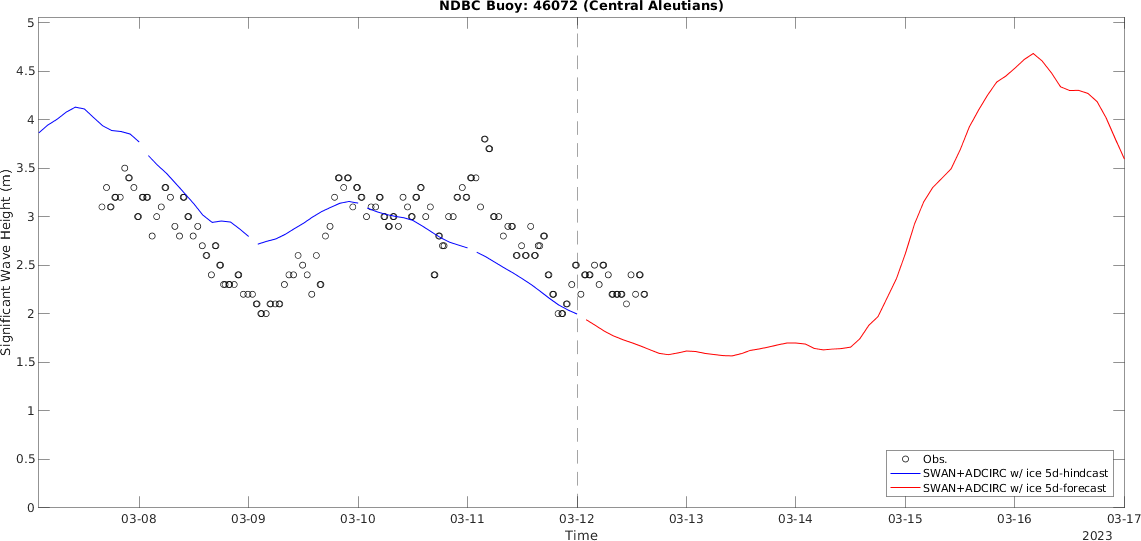 NDBC Buoy: 46072 (Central Aleutians)
5
4.5
4
3.5
3
2.5
2
1.5
1
0.5
0
Significant Wave Height (m)
Obs.
SWAN+ADCIRC w/ ice 5d-hindcast
SWAN+ADCIRC w/ ice 5d-forecast
03-08 03-09 03-10 03-11 03-12 03-13 03-14 03-15 03-16 03-17
Time
2023